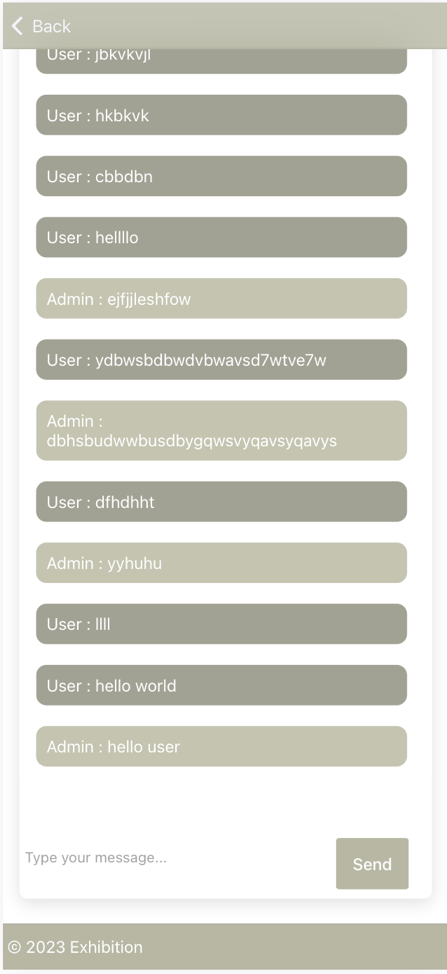 Back
User : jbkvkvjl
User : hkbkvk
User : cbbdbn
User : hellllo
Admin : ejfjjleshfow
User : ydbwsbdbwdvbwavsd7wtve7w
Admin :
dbhsbudwwbusdbygqwsvyqavsyqavys
User : dfhdhht
Admin : yyhuhu
User : llll
User : hello world
Admin : hello user
Type your message...
Send
© 2023 Exhibition